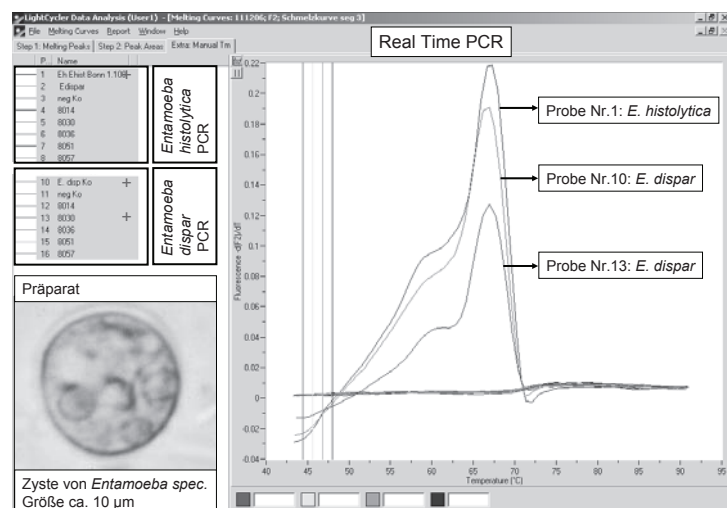 LightCycler Data Analysis (User1) - [Melting Curves: 111206; F2; Schmelzkurve seg 3]
File Melting Curves Report Window Help
Step 1: Melting Peaks Step 2: Peak Areas Extra: Manual Tm
Real Time PCR
P... Name
1 Eh Ehist Bonn 1.10
2 E.dispar
3 neg Ko
4 8014
5 8030
6 8036
7 8051
8 8057
Entamoeba
histolytica
PCR
10 E. disp Ko
11 neg Ko
12 8014
13 8030
14 8036
15 8051
16 8057
Entamoeba
dispar
PCR
Präparat
Zyste von Entamoeba spec.
Größe ca. 10 µm
Fluorescence -d(F2)/dT
0.22
0.20
0.18
0.16
0.14
0.12
0.10
0.08
0.06
0.04
0.02
0
-0.02
-0.04
Probe Nr.1: E. histolytica
Probe Nr.10: E. dispar
Probe Nr.13: E. dispar
40 45 50 55 60 65 70 75 80 85 90 95
Temperature (°C)